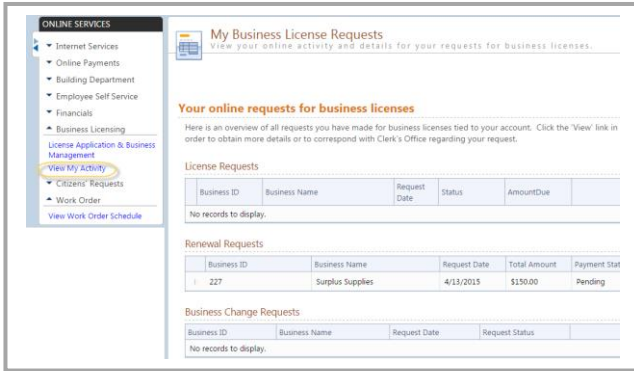 ONLINE SERVICES
Internet Services
Online Payments
Building Department
Employee Self Service
Financials
Business Licensing
License Application & Business
Management
View My Activity
Citizens' Requests
Work Order
View Work Order Schedule
My Business License Requests
View your online activity and details for your requests for business licenses.
Your online requests for business licenses
Here is an overview of all requests you have made for business licenses tied to your account. Click the 'View' link in
order to obtain more details or to correspond with Clerk's Office regarding your request.
License Requests
Business ID Business Name Request Date Status AmountDue
No records to display.
Renewal Requests
Business ID Business Name Request Date Total Amount Payment Stat
227 Surplus Supplies 4/13/2015 $150.00 Pending
Business Change Requests
Business ID Business Name Request Date Request Status
No records to display.